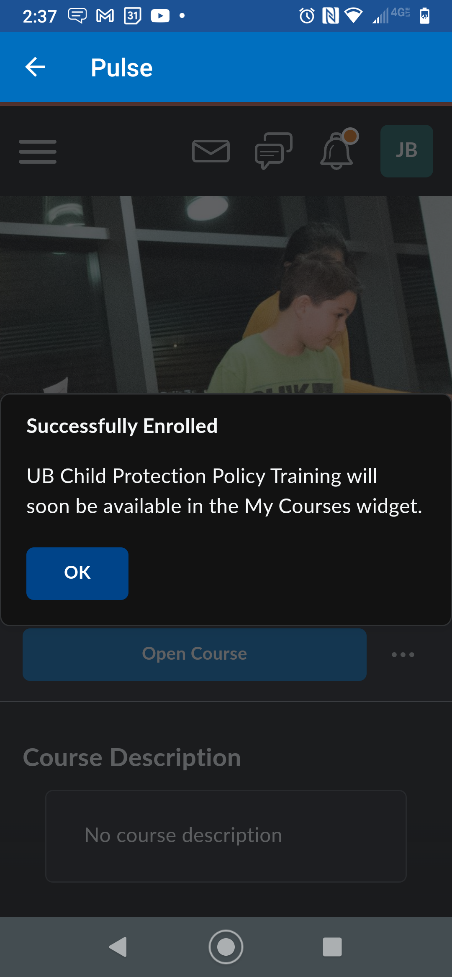 2:37
31
4G
Pulse
JB
Successfully Enrolled
UB Child Protection Policy Training will
soon be available in the My Courses widget.
OK
Open Course
Course Description
No course description